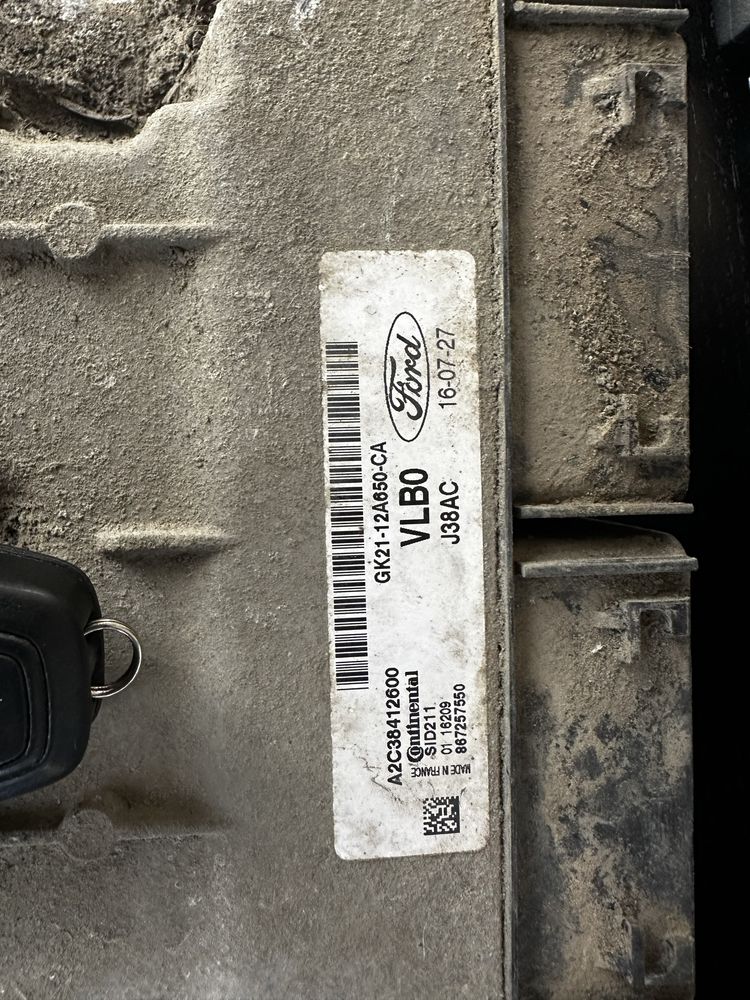 A2C38412600
Continental
SID211
01 16209
867257550
MADE IN FRANCE
GK21-12A650-CA
VLB0
J38AC
Ford
16-07-27